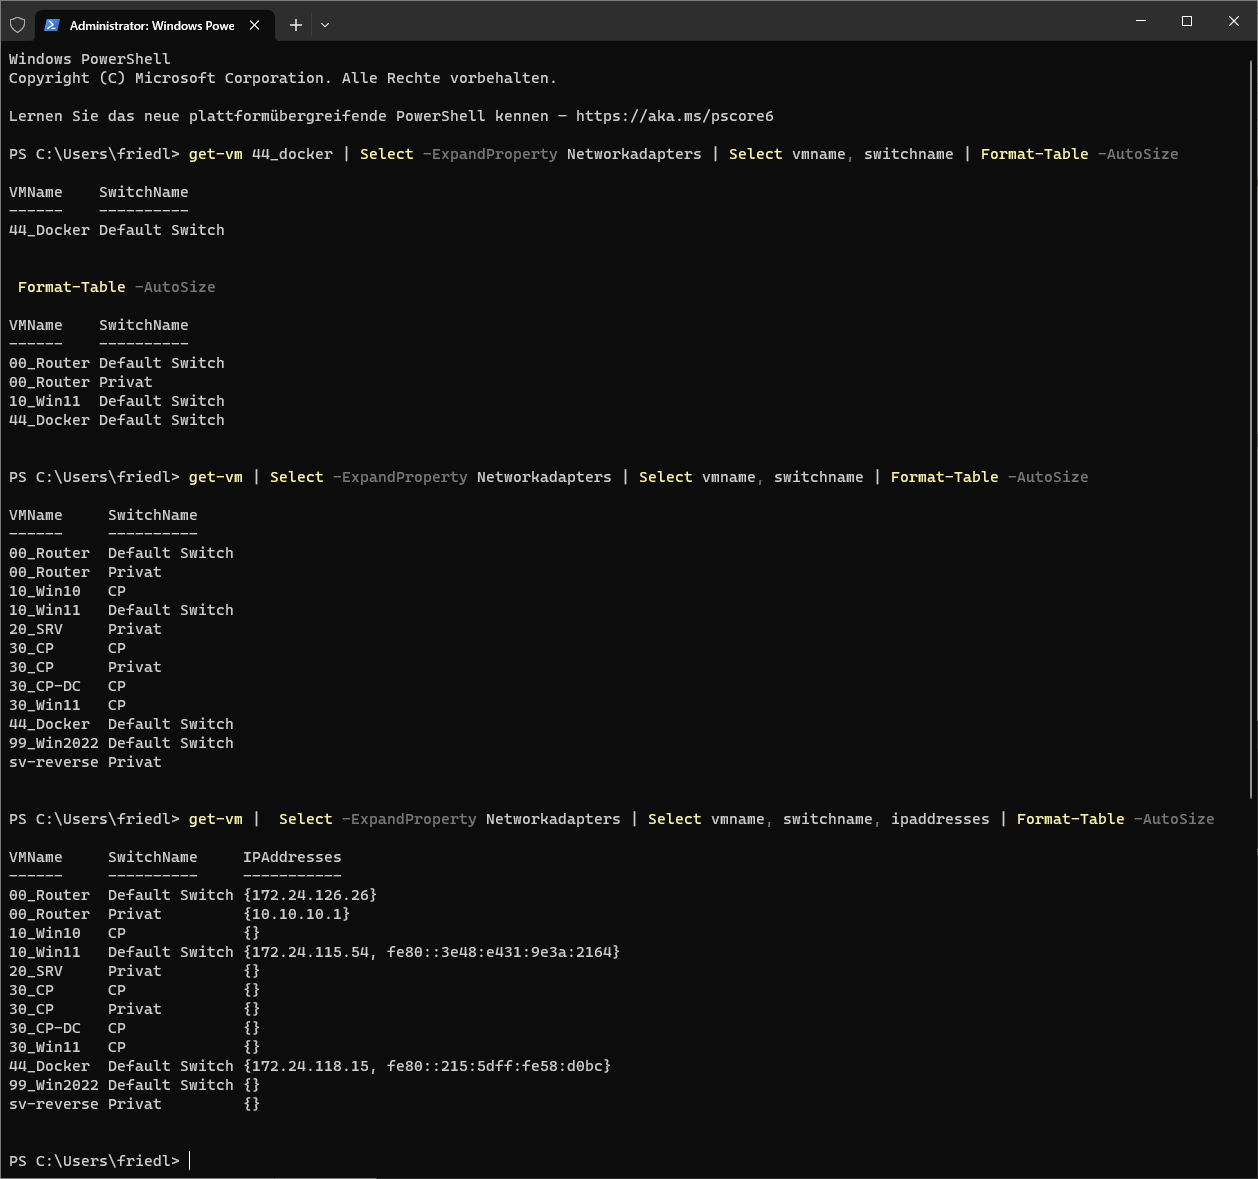 Administrator: Windows Powe
Windows PowerShell
Copyright (C) Microsoft Corporation. Alle Rechte vorbehalten.
Lernen Sie das neue plattformübergreifende PowerShell kennen – https://aka.ms/pscore6
PS C:\Users\friedl> get-vm 44_docker | Select -ExpandProperty Networkadapters | Select vmname, switchname | Format-Table -AutoSize
VMName    SwitchName
------    ----------
44_Docker Default Switch
Format-Table -AutoSize
VMName    SwitchName
------    ----------
00_Router Default Switch
00_Router Privat
10_Win11  Default Switch
44_Docker Default Switch
PS C:\Users\friedl> get-vm | Select -ExpandProperty Networkadapters | Select vmname, switchname | Format-Table -AutoSize
VMName     SwitchName
------     ----------
00_Router  Default Switch
00_Router  Privat
10_Win10   CP
10_Win11   Default Switch
20_SRV     Privat
30_CP      CP
30_CP      Privat
30_CP-DC   CP
30_Win11   CP
44_Docker  Default Switch
99_Win2022 Default Switch
sv-reverse Privat
PS C:\Users\friedl> get-vm |  Select -ExpandProperty Networkadapters | Select vmname, switchname, ipaddresses | Format-Table -AutoSize
VMName     SwitchName     IPAddresses
------     ----------     -----------
00_Router  Default Switch {172.24.126.26}
00_Router  Privat         {10.10.10.1}
10_Win10   CP             {}
10_Win11   Default Switch {172.24.115.54, fe80::3e48:e431:9e3a:2164}
20_SRV     Privat         {}
30_CP      CP             {}
30_CP      Privat         {}
30_CP-DC   CP             {}
30_Win11   CP             {}
44_Docker  Default Switch {172.24.118.15, fe80::215:5dff:fe58:d0bc}
99_Win2022 Default Switch {}
sv-reverse Privat         {}
PS C:\Users\friedl>